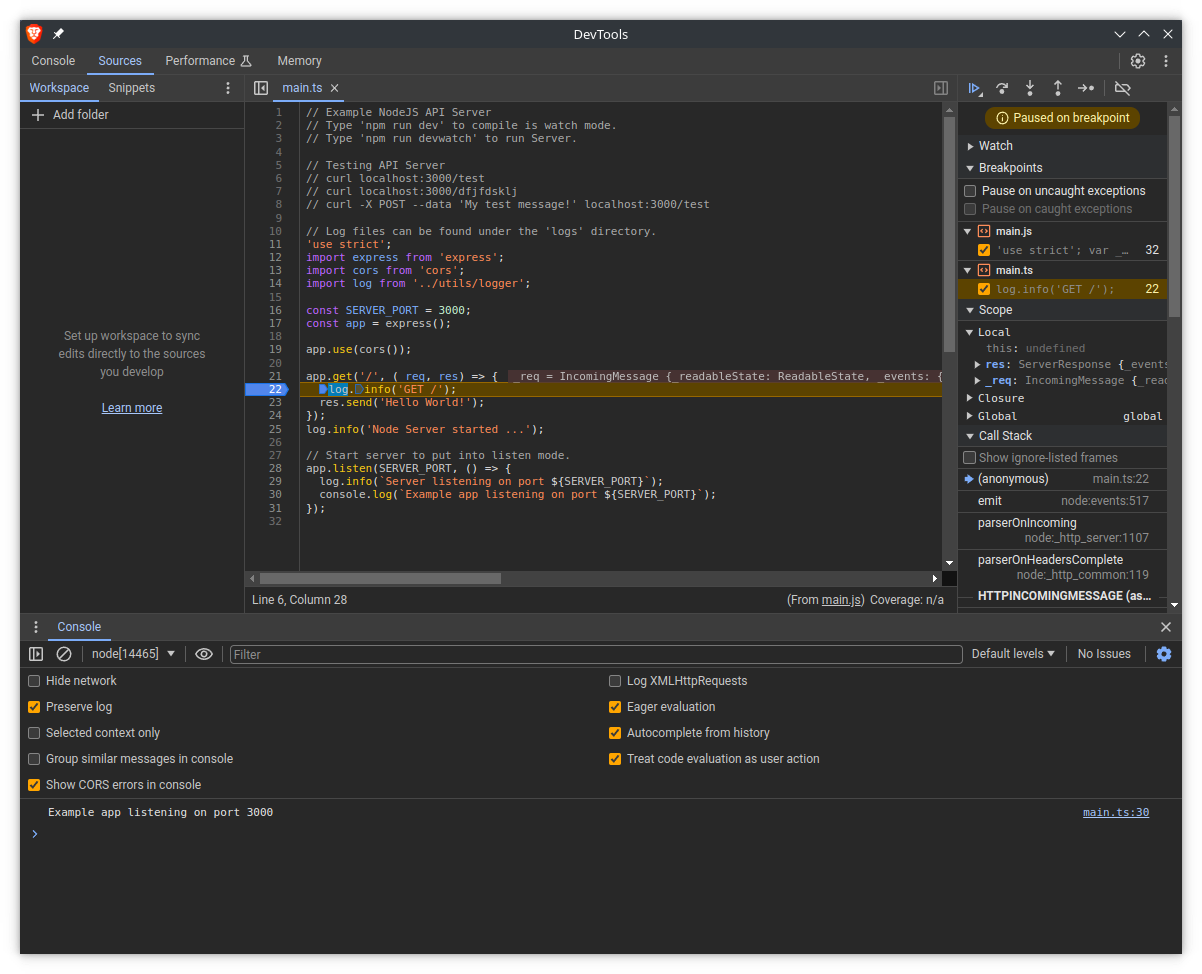 DevTools
Console Sources Performance Memory
Workspace Snippets
main.ts
Add folder
Set up workspace to sync
edits directly to the sources
you develop
Learn more
1 // Example NodeJS API Server
2 // Type 'npm run dev' to compile is watch mode.
3 // Type 'npm run devwatch' to run Server.
4
5 // Testing API Server
6 // curl localhost:3000/test
7 // curl localhost:3000/dfjfdsklj
8 // curl -X POST --data 'My test message!' localhost:3000/test
9
10 // Log files can be found under the 'logs' directory.
11 'use strict';
12 import express from 'express';
13 import cors from 'cors';
14 import log from '../utils/logger';
15
16 const SERVER_PORT = 3000;
17 const app = express();
18
19 app.use(cors());
20
21 app.get('/', (_req, res) => { _req = IncomingMessage {_readableState: ReadableState, _events: {
22 log.info('GET /');
23 res.send('Hello World!');
24 });
25 log.info('Node Server started ...');
26
27 // Start server to put into listen mode.
28 app.listen(SERVER_PORT, () => {
29 log.info(`Server listening on port ${SERVER_PORT}`);
30 console.log(`Example app listening on port ${SERVER_PORT}`);
31 });
32
Line 6, Column 28
(From main.js) Coverage: n/a
Paused on breakpoint
Watch
Breakpoints
Pause on uncaught exceptions
Pause on caught exceptions
main.js
'use strict'; var _… 32
main.ts
log.info('GET /'); 22
Scope
Local
this: undefined
res: ServerResponse {_events
_req: IncomingMessage {_reac
Closure
Global global
Call Stack
Show ignore-listed frames
(anonymous) main.ts:22
emit node:events:517
parserOnIncoming
node:_http_server:1107
parserOnHeadersComplete
node:_http_common:119
HTTPINCOMINGMESSAGE (as…
Console
node[14465] Filter Default levels No Issues
Hide network Log XMLHttpRequests
Preserve log Eager evaluation
Selected context only Autocomplete from history
Group similar messages in console Treat code evaluation as user action
Show CORS errors in console
Example app listening on port 3000 main.ts:30